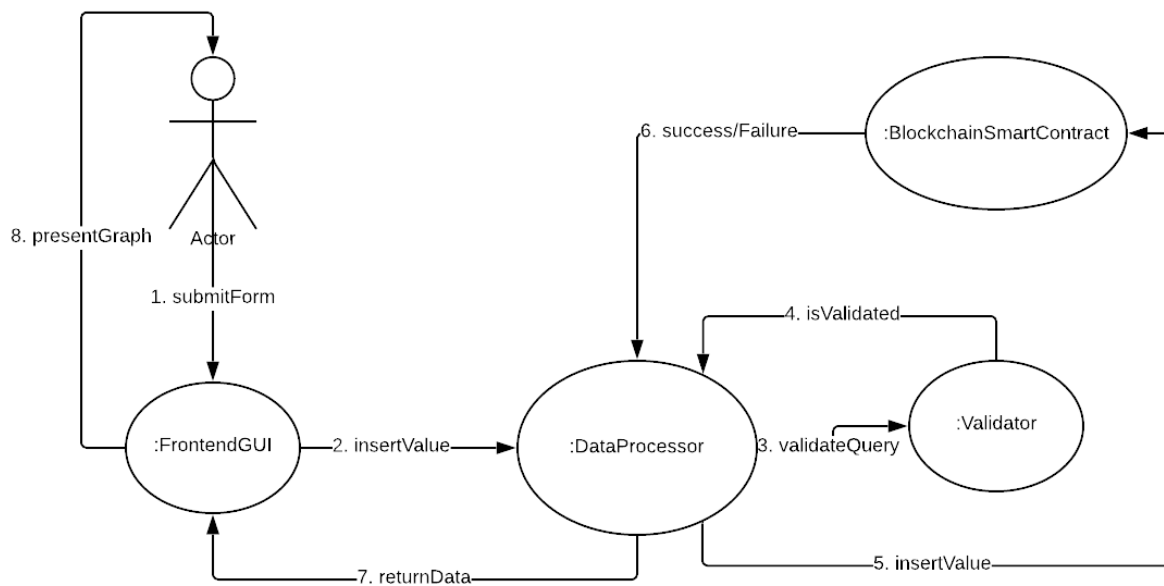 6. success/Failure
:BlockchainSmartContract
8. presentGraph
Actor
1. submitForm
4. isValidated
:FrontendGUI
2. insertValue
:DataProcessor
3. validateQuery
:Validator
7. returnData
5. insertValue